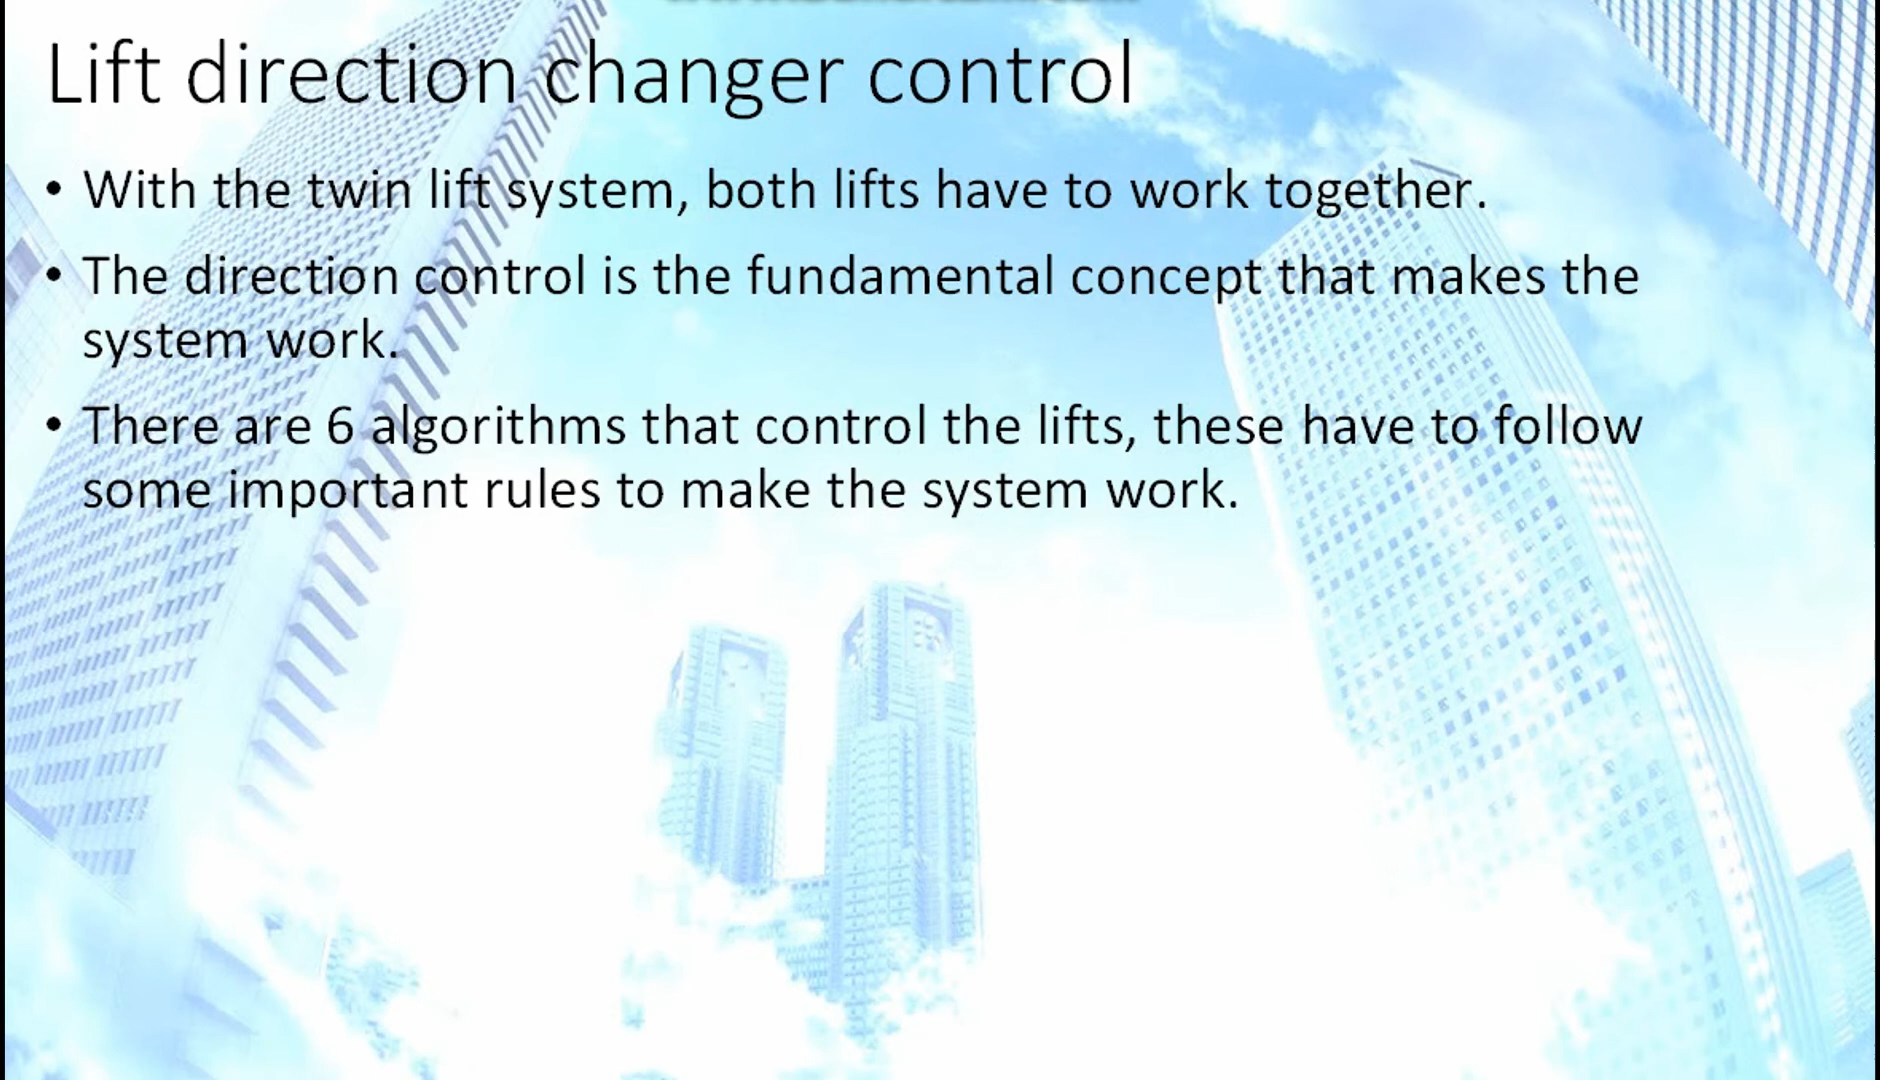 Lift direction changer control
• With the twin lift system, both lifts have to work together.
• The direction control is the fundamental concept that makes the
system work.
• There are 6 algorithms that control the lifts, these have to follow
some important rules to make the system work.